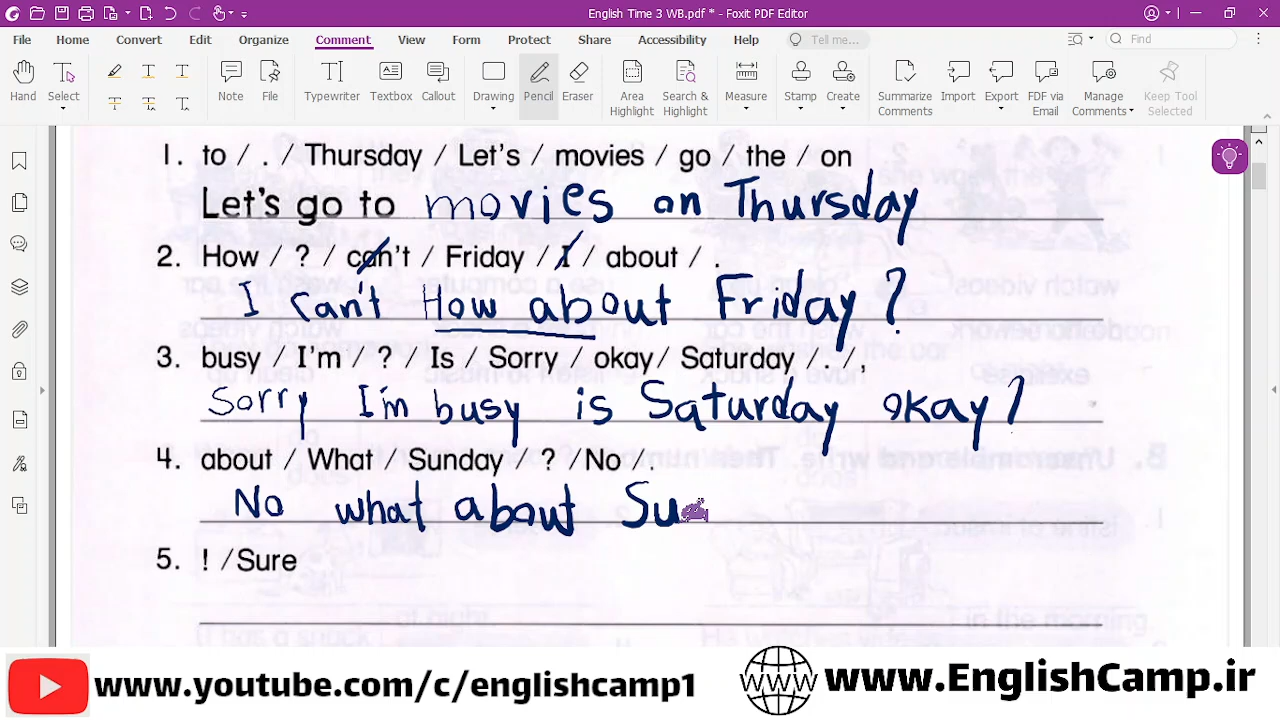 English Time 3 WB.pdf * - Foxit PDF Editor
File Home Convert Edit Organize Comment View Form Protect Share Accessibility Help Tell me... Find
Hand Select Note File Typewriter Textbox Callout Drawing Pencil Eraser Area Highlight Search & Highlight Measure Stamp Create Summarize Comments Import Export PDF via Email Manage Comments Keep Tool Selected
1. to / . / Thursday / Let's / movies / go / the / on
Let's go to movies on Thursday
2. How / ? / can't / Friday / I / about / .
I can't How about Friday?
3. busy / I'm / ? / Is / Sorry / okay / Saturday / . / ,
Sorry I'm busy is Saturday okay?
4. about / What / Sunday / ? / No / .
No what about Su
5. ! / Sure
www.youtube.com/c/englishcamp1
www www.EnglishCamp.ir